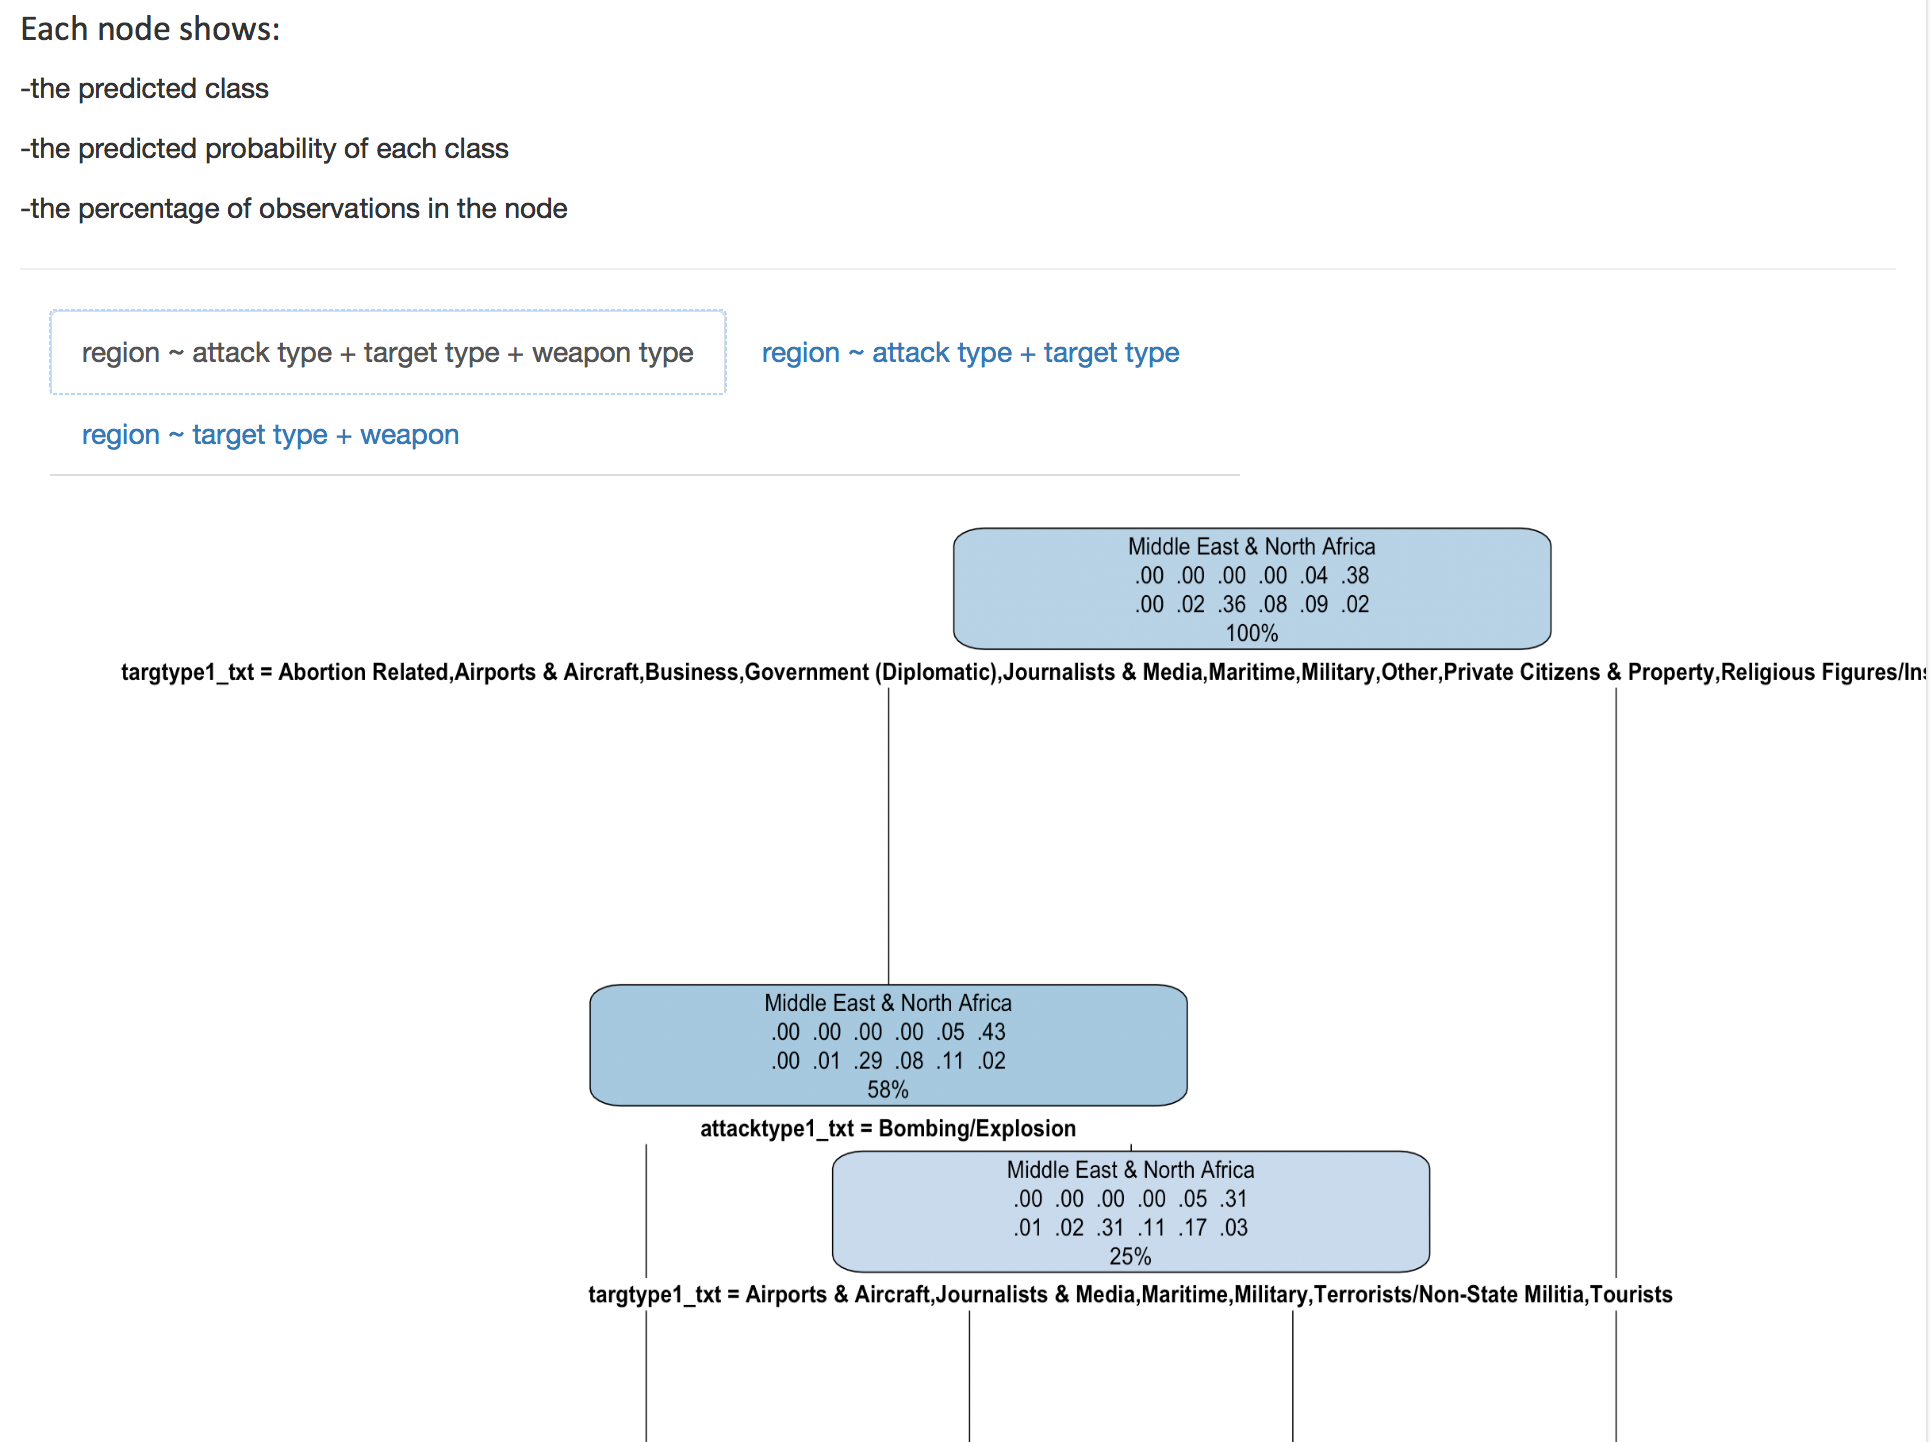 Each node shows:
-the predicted class
-the predicted probability of each class
-the percentage of observations in the node
region ~ attack type + target type + weapon type
region ~ attack type + target type
region ~ target type + weapon
Middle East & North Africa
.00 .00 .00 .00 .04 .38
.00 .02 .36 .08 .09 .02
100%
targtype1_txt = Abortion Related,Airports & Aircraft,Business,Government (Diplomatic),Journalists & Media,Maritime,Military,Other,Private Citizens & Property,Religious Figures/Ins
Middle East & North Africa
.00 .00 .00 .00 .05 .43
.00 .01 .29 .08 .11 .02
58%
attacktype1_txt = Bombing/Explosion
Middle East & North Africa
.00 .00 .00 .00 .05 .31
.01 .02 .31 .11 .17 .03
25%
targtype1_txt = Airports & Aircraft,Journalists & Media,Maritime,Military,Terrorists/Non-State Militia,Tourists